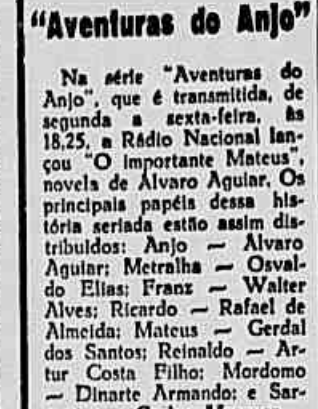 “Aventuras do Anjo”
Na série “Aventuras do
Anjo”, que é transmitida, de
segunda a sexta-feira, às
18,25, a Rádio Nacional lan-
çou “O Importante Mateus”,
novela de Álvaro Aguiar. Os
principais papéis dessa his-
tória seriada estão assim dis-
tribuídos: Anjo — Álvaro
Aguiar; Metralha — Osval-
do Elias; Franz — Walter
Alves; Ricardo — Rafael de
Almeida; Mateus — Gerdal
dos Santos; Reinaldo — Ar-
tur Costa Filho; Mordomo
— Dinarte Armando; e Sar-